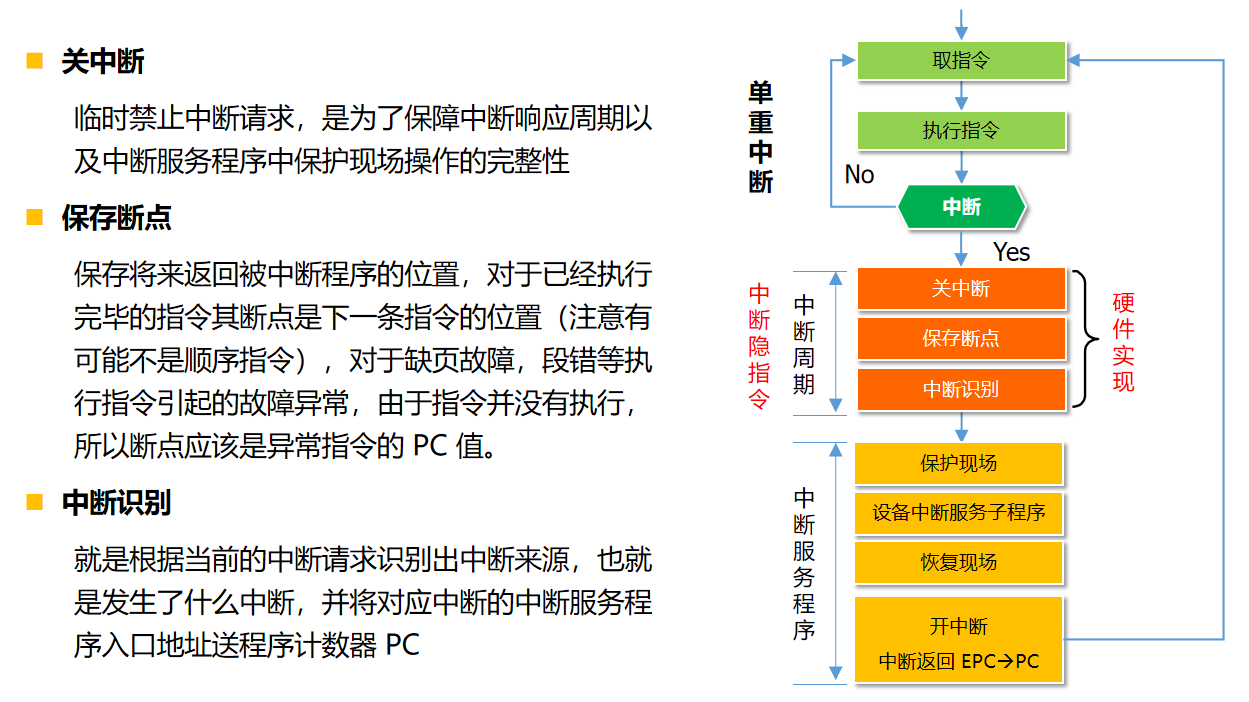 关中断
临时禁止中断请求，是为了保障中断响应周期以
及中断服务程序中保护现场操作的完整性
保存断点
保存将来返回被中断程序的位置，对于已经执行
完毕的指令其断点是下一条指令的位置（注意有
可能不是顺序指令），对于缺页故障，段错等执
行指令引起的故障异常，由于指令并没有执行，
所以断点应该是异常指令的 PC 值。
中断识别
就是根据当前的中断请求识别出中断来源，也就
是发生了什么中断，并将对应中断的中断服务程
序入口地址送程序计数器 PC
单重中断
取指令
执行指令
No
中断
Yes
中断隐指令
中断周期
关中断
保存断点
中断识别
硬件实现
中断服务程序
保护现场
设备中断服务子程序
恢复现场
开中断
中断返回 EPC→PC